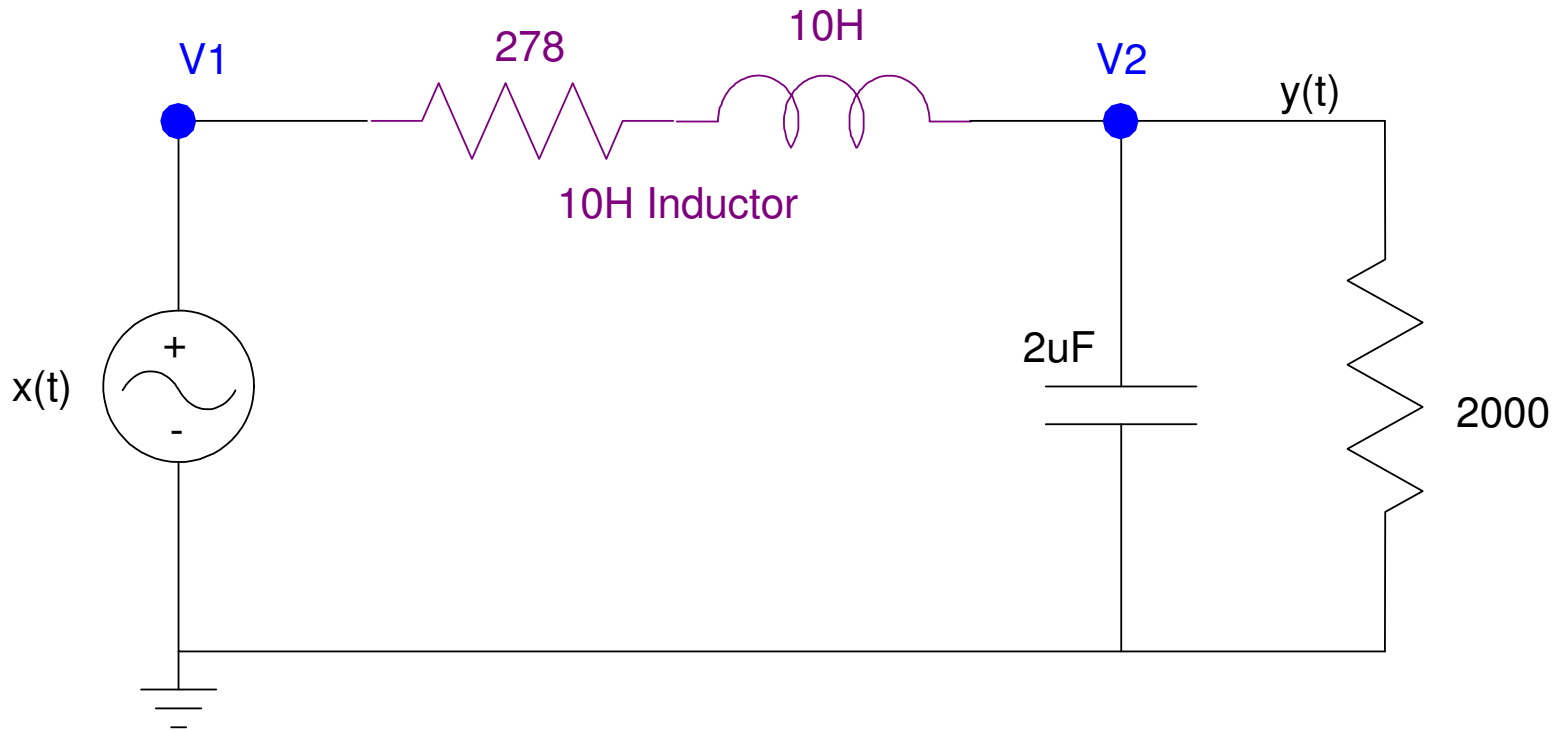 10H
278
V1
V2
y(t)
10H Inductor
+
x(t)
-
2uF
2000